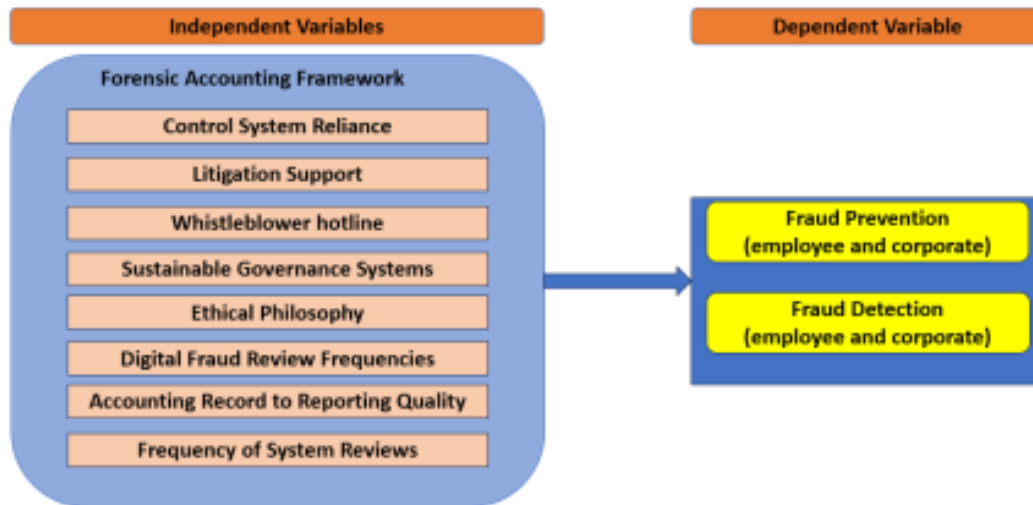 Independent Variables
Dependent Variable
Forensic Accounting Framework
Control System Reliance
Litigation Support
Whistleblower hotline
Sustainable Governance Systems
Ethical Philosophy
Digital Fraud Review Frequencies
Accounting Record to Reporting Quality
Frequency of System Reviews
Fraud Prevention
(employee and corporate)
Fraud Detection
(employee and corporate)